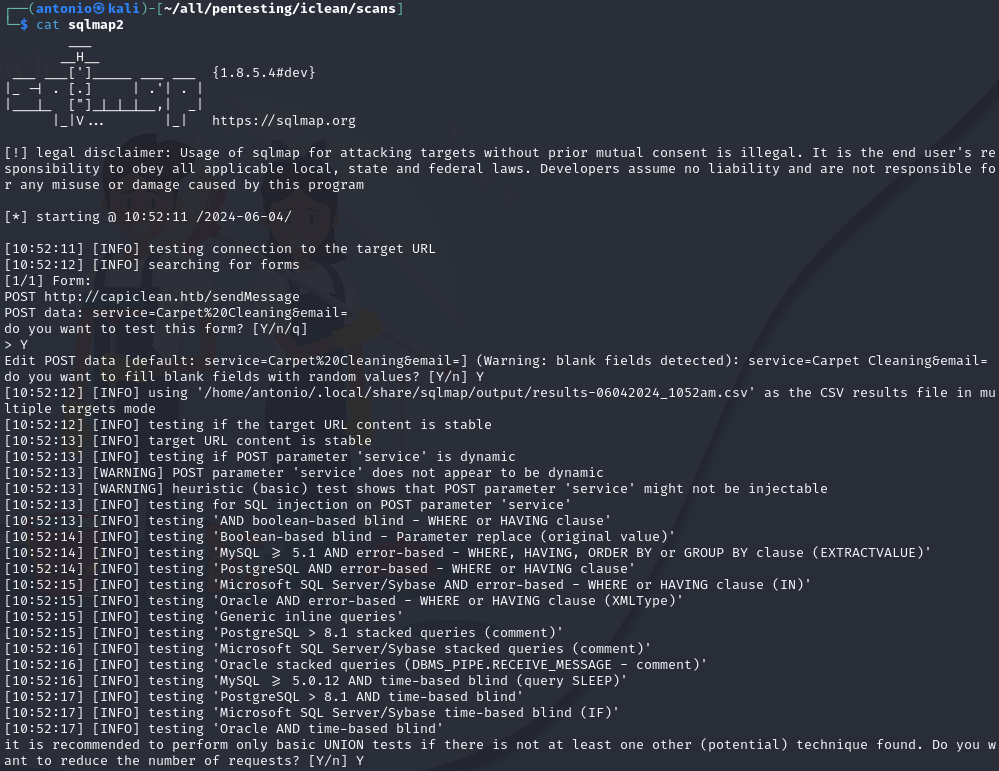 ┌──(antonio㉿kali)-[~/all/pentesting/iclean/scans]
└─$ cat sqlmap2
        ___
       __H__
 ___ ___[']_____ ___ ___  {1.8.5.4#dev}
|_ -| . [.]     | .'| . |
|___|_  ["]_|_|_|__,|  _|
      |_|V...       |_|   https://sqlmap.org
[!] legal disclaimer: Usage of sqlmap for attacking targets without prior mutual consent is illegal. It is the end user's re
sponsibility to obey all applicable local, state and federal laws. Developers assume no liability and are not responsible fo
r any misuse or damage caused by this program
[*] starting @ 10:52:11 /2024-06-04/
[10:52:11] [INFO] testing connection to the target URL
[10:52:12] [INFO] searching for forms
[1/1] Form:
POST http://capiclean.htb/sendMessage
POST data: service=Carpet%20Cleaning&email=
do you want to test this form? [Y/n/q]
> Y
Edit POST data [default: service=Carpet%20Cleaning&email=] (Warning: blank fields detected): service=Carpet Cleaning&email=
do you want to fill blank fields with random values? [Y/n] Y
[10:52:12] [INFO] using '/home/antonio/.local/share/sqlmap/output/results-06042024_1052am.csv' as the CSV results file in mu
ltiple targets mode
[10:52:12] [INFO] testing if the target URL content is stable
[10:52:13] [INFO] target URL content is stable
[10:52:13] [INFO] testing if POST parameter 'service' is dynamic
[10:52:13] [WARNING] POST parameter 'service' does not appear to be dynamic
[10:52:13] [WARNING] heuristic (basic) test shows that POST parameter 'service' might not be injectable
[10:52:13] [INFO] testing for SQL injection on POST parameter 'service'
[10:52:13] [INFO] testing 'AND boolean-based blind - WHERE or HAVING clause'
[10:52:14] [INFO] testing 'Boolean-based blind - Parameter replace (original value)'
[10:52:14] [INFO] testing 'MySQL >= 5.1 AND error-based - WHERE, HAVING, ORDER BY or GROUP BY clause (EXTRACTVALUE)'
[10:52:14] [INFO] testing 'PostgreSQL AND error-based - WHERE or HAVING clause'
[10:52:15] [INFO] testing 'Microsoft SQL Server/Sybase AND error-based - WHERE or HAVING clause (IN)'
[10:52:15] [INFO] testing 'Oracle AND error-based - WHERE or HAVING clause (XMLType)'
[10:52:15] [INFO] testing 'Generic inline queries'
[10:52:15] [INFO] testing 'PostgreSQL > 8.1 stacked queries (comment)'
[10:52:16] [INFO] testing 'Microsoft SQL Server/Sybase stacked queries (comment)'
[10:52:16] [INFO] testing 'Oracle stacked queries (DBMS_PIPE.RECEIVE_MESSAGE - comment)'
[10:52:16] [INFO] testing 'MySQL >= 5.0.12 AND time-based blind (query SLEEP)'
[10:52:17] [INFO] testing 'PostgreSQL > 8.1 AND time-based blind'
[10:52:17] [INFO] testing 'Microsoft SQL Server/Sybase time-based blind (IF)'
[10:52:17] [INFO] testing 'Oracle AND time-based blind'
it is recommended to perform only basic UNION tests if there is not at least one other (potential) technique found. Do you w
ant to reduce the number of requests? [Y/n] Y